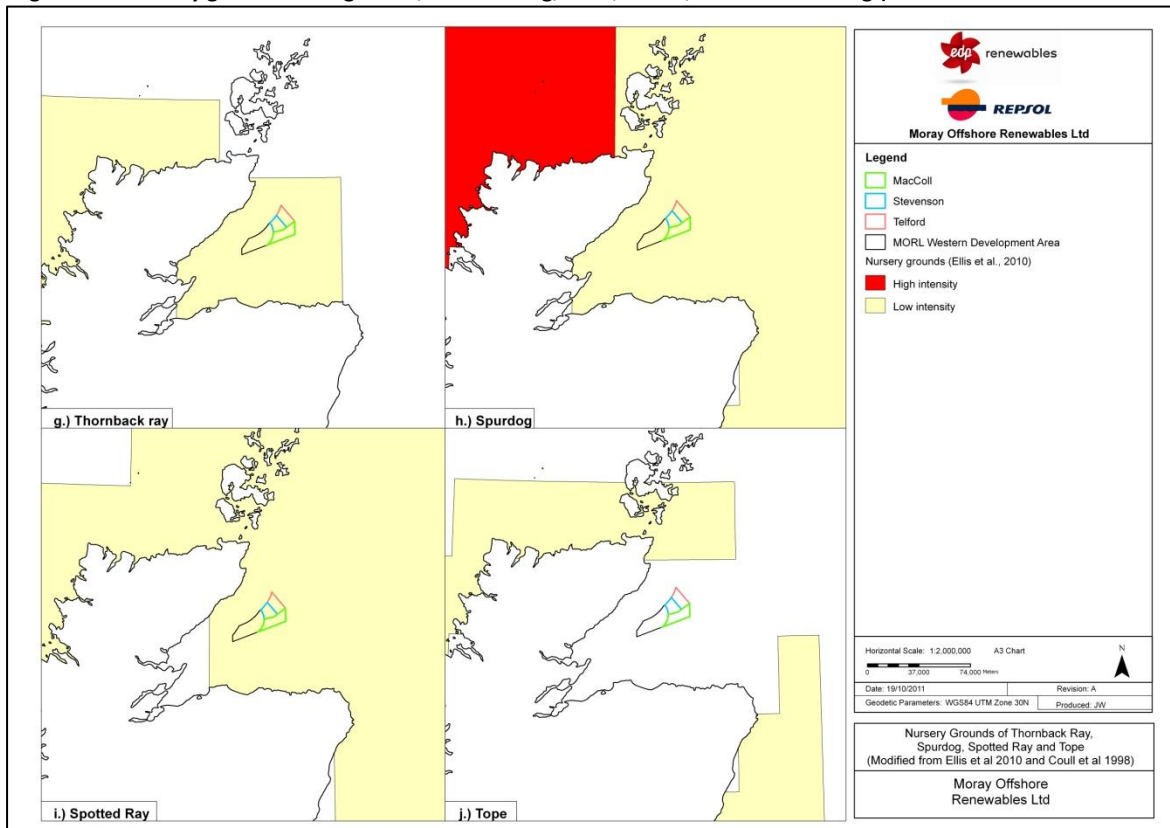 g.) Thornback ray
h.) Spurdog
i.) Spotted Ray
j.) Tope
edp renewables
REPSOL
Moray Offshore Renewables Ltd
Legend
MacColl
Stevenson
Telford
MORL Western Development Area
Nursery grounds (Ellis et al., 2010)
High intensity
Low intensity
Horizontal Scale: 1:2,000,000 A3 Chart
N
0 37,000 74,000 Meters
Date: 19/10/2011 Revision: A
Geodetic Parameters: WGS84 UTM Zone 30N Produced: JW
Nursery Grounds of Thornback Ray,
Spurdog, Spotted Ray and Tope
(Modified from Ellis et al 2010 and Coull et al 1998)
Moray Offshore
Renewables Ltd